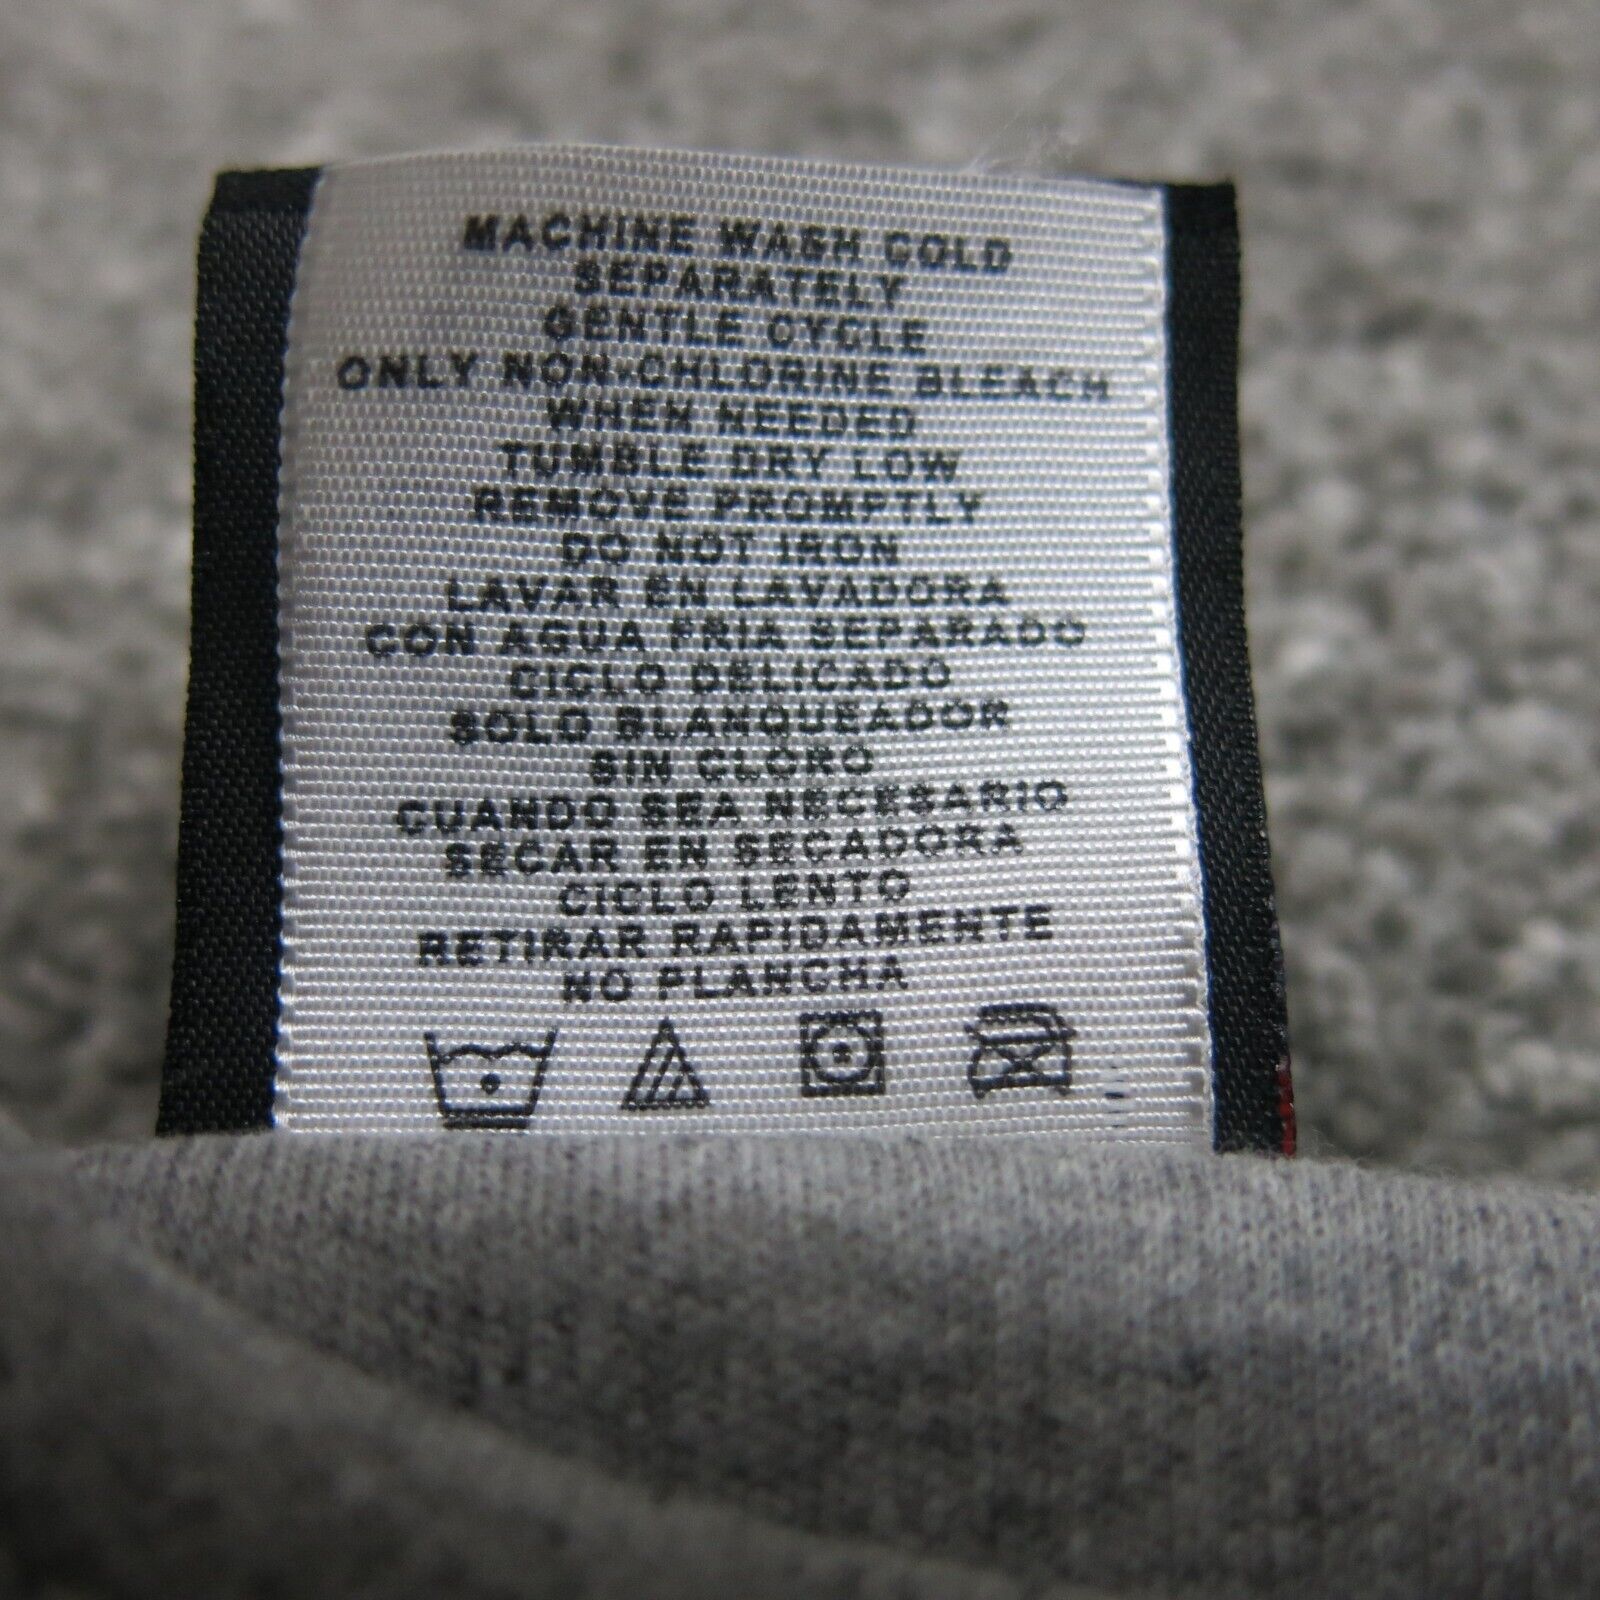 MACHINE WASH COLD
SEPARATELY
GENTLE CYCLE
ONLY NON-CHLORINE BLEACH
WHEN NEEDED
TUMBLE DRY LOW
REMOVE PROMPTLY
DO NOT IRON
LAVAR EN LAVADORA
CON AGUA FRIA SEPARADO
CICLO DELICADO
SOLO BLANQUEADOR
SIN CLORO
CUANDO SEA NECESARIO
SECAR EN SECADORA
CICLO LENTO
RETIRAR RAPIDAMENTE
NO PLANCHA